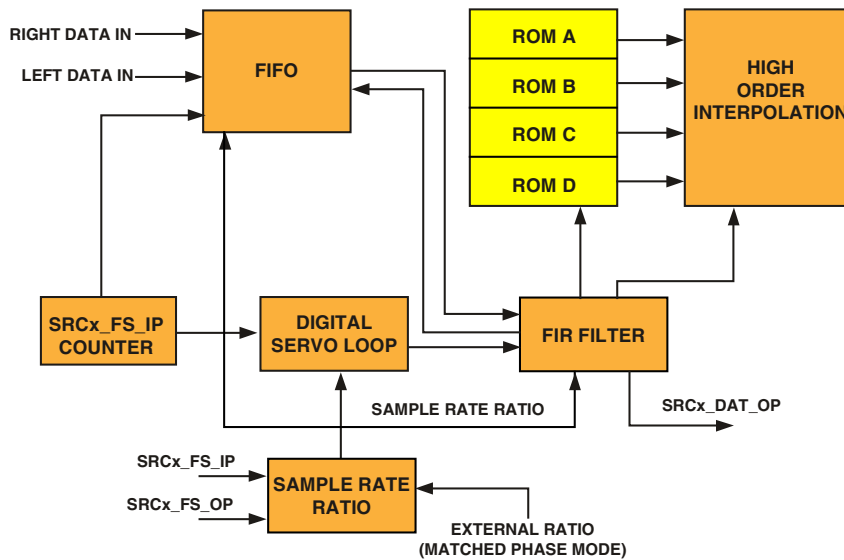 RIGHT DATA IN
LEFT DATA IN
FIFO
ROM A
ROM B
ROM C
ROM D
HIGH
ORDER
INTERPOLATION
SRCx_FS_IP
COUNTER
DIGITAL
SERVO LOOP
FIR FILTER
SAMPLE RATE RATIO
SRCx_DAT_OP
SRCx_FS_IP
SRCx_FS_OP
SAMPLE RATE
RATIO
EXTERNAL RATIO
(MATCHED PHASE MODE)